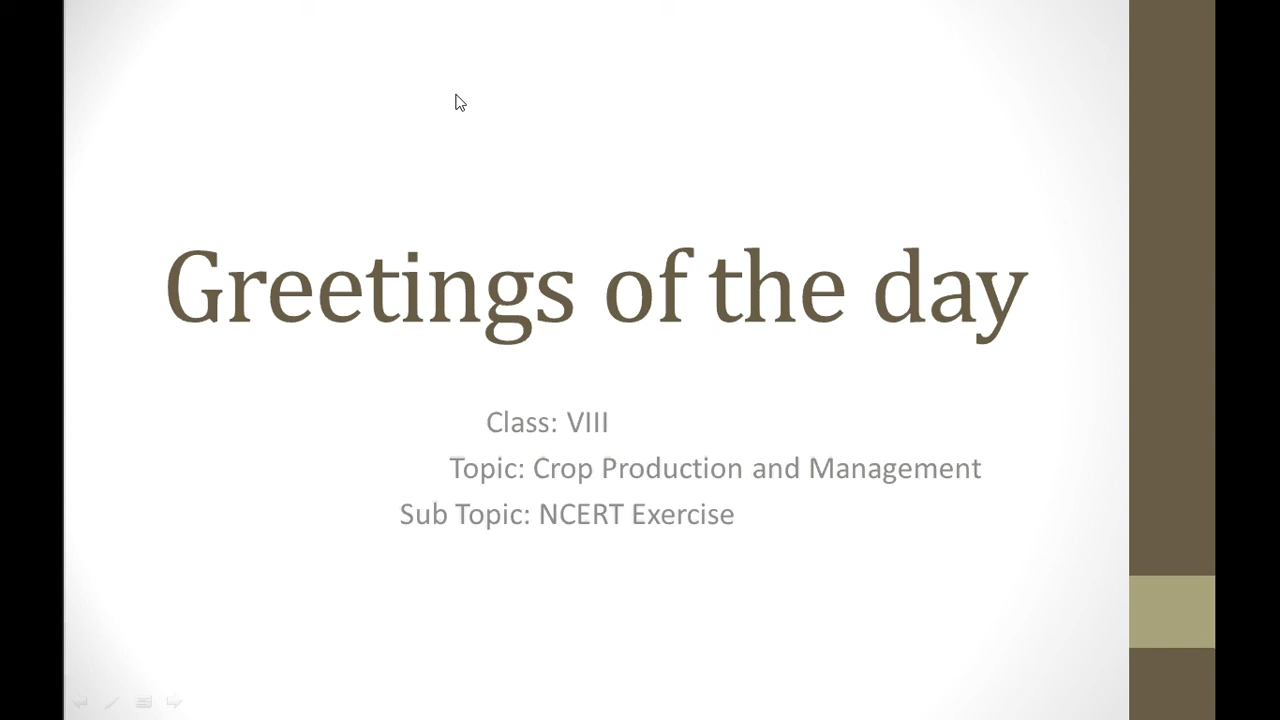 Greetings of the day
Class: VIII
Topic: Crop Production and Management
Sub Topic: NCERT Exercise